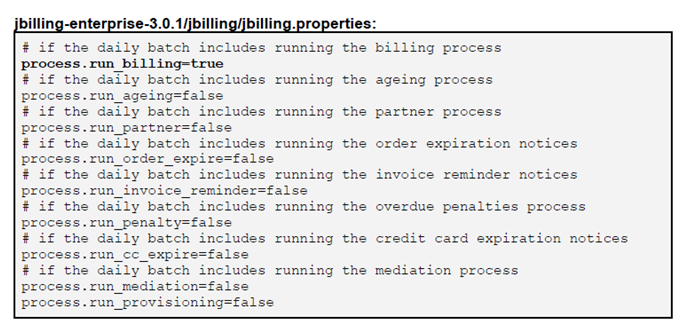 jbilling-enterprise-3.0.1/jbilling/jbilling.properties:
# if the daily batch includes running the billing process
process.run_billing=true
# if the daily batch includes running the ageing process
process.run_ageing=false
# if the daily batch includes running the partner process
process.run_partner=false
# if the daily batch includes running the order expiration notices
process.run_order_expire=false
# if the daily batch includes running the invoice reminder notices
process.run_invoice_reminder=false
# if the daily batch includes running the overdue penalties process
process.run_penalty=false
# if the daily batch includes running the credit card expiration notices
process.run_cc_expire=false
# if the daily batch includes running the mediation process
process.run_mediation=false
process.run_provisioning=false